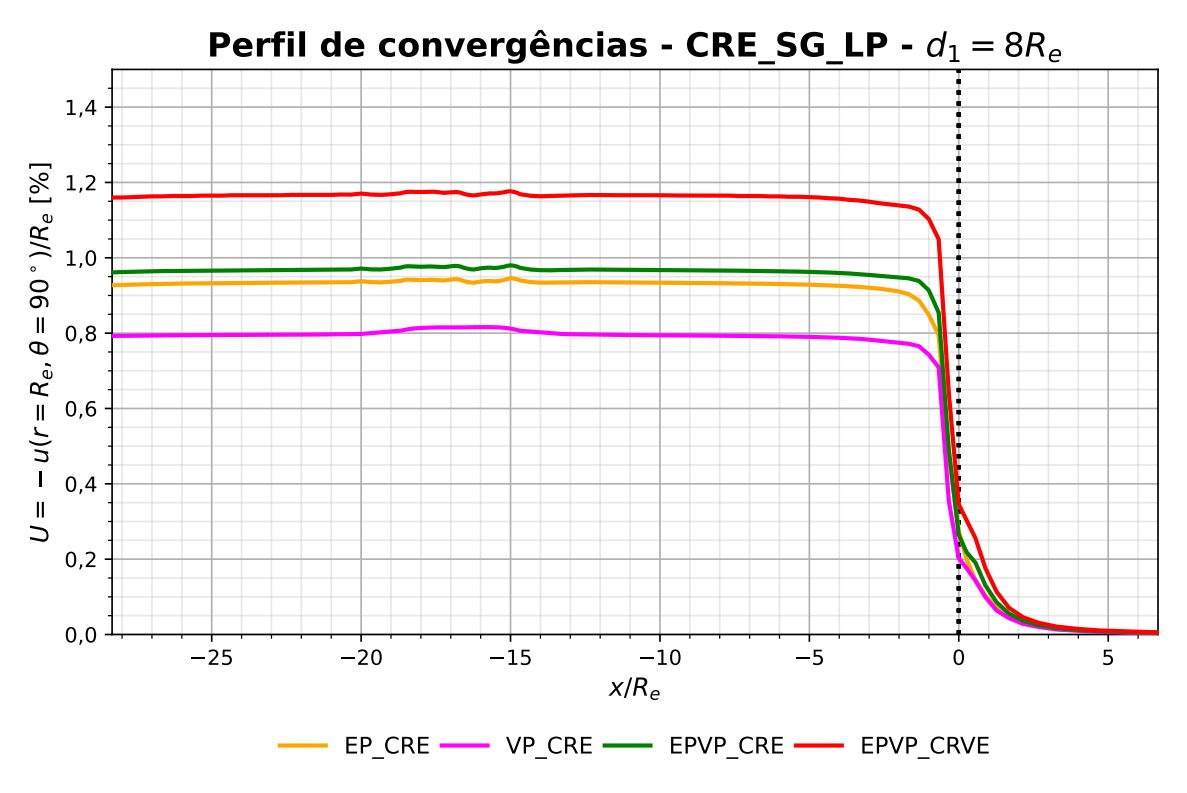 Perfil de convergências - CRE_SG_LP - d₁ = 8Rₑ
U = − u(r = Rₑ, θ = 90°)/Rₑ [%]
1,4
1,2
1,0
0,8
0,6
0,4
0,2
0,0
−25 −20 −15 −10 −5 0 5
x/Rₑ
EP_CRE VP_CRE EPVP_CRE EPVP_CRVE